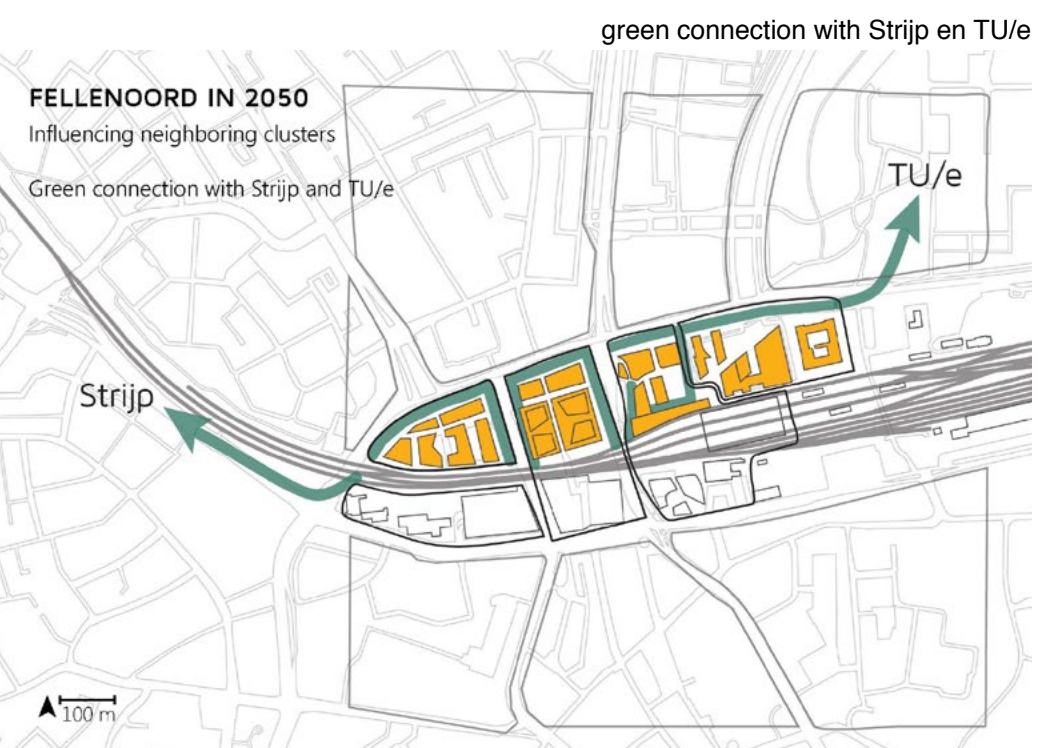 green connection with Strijp en TU/e
FELLENOORD IN 2050
Influencing neighboring clusters
Green connection with Strijp and TU/e
TU/e
Strijp
100 m